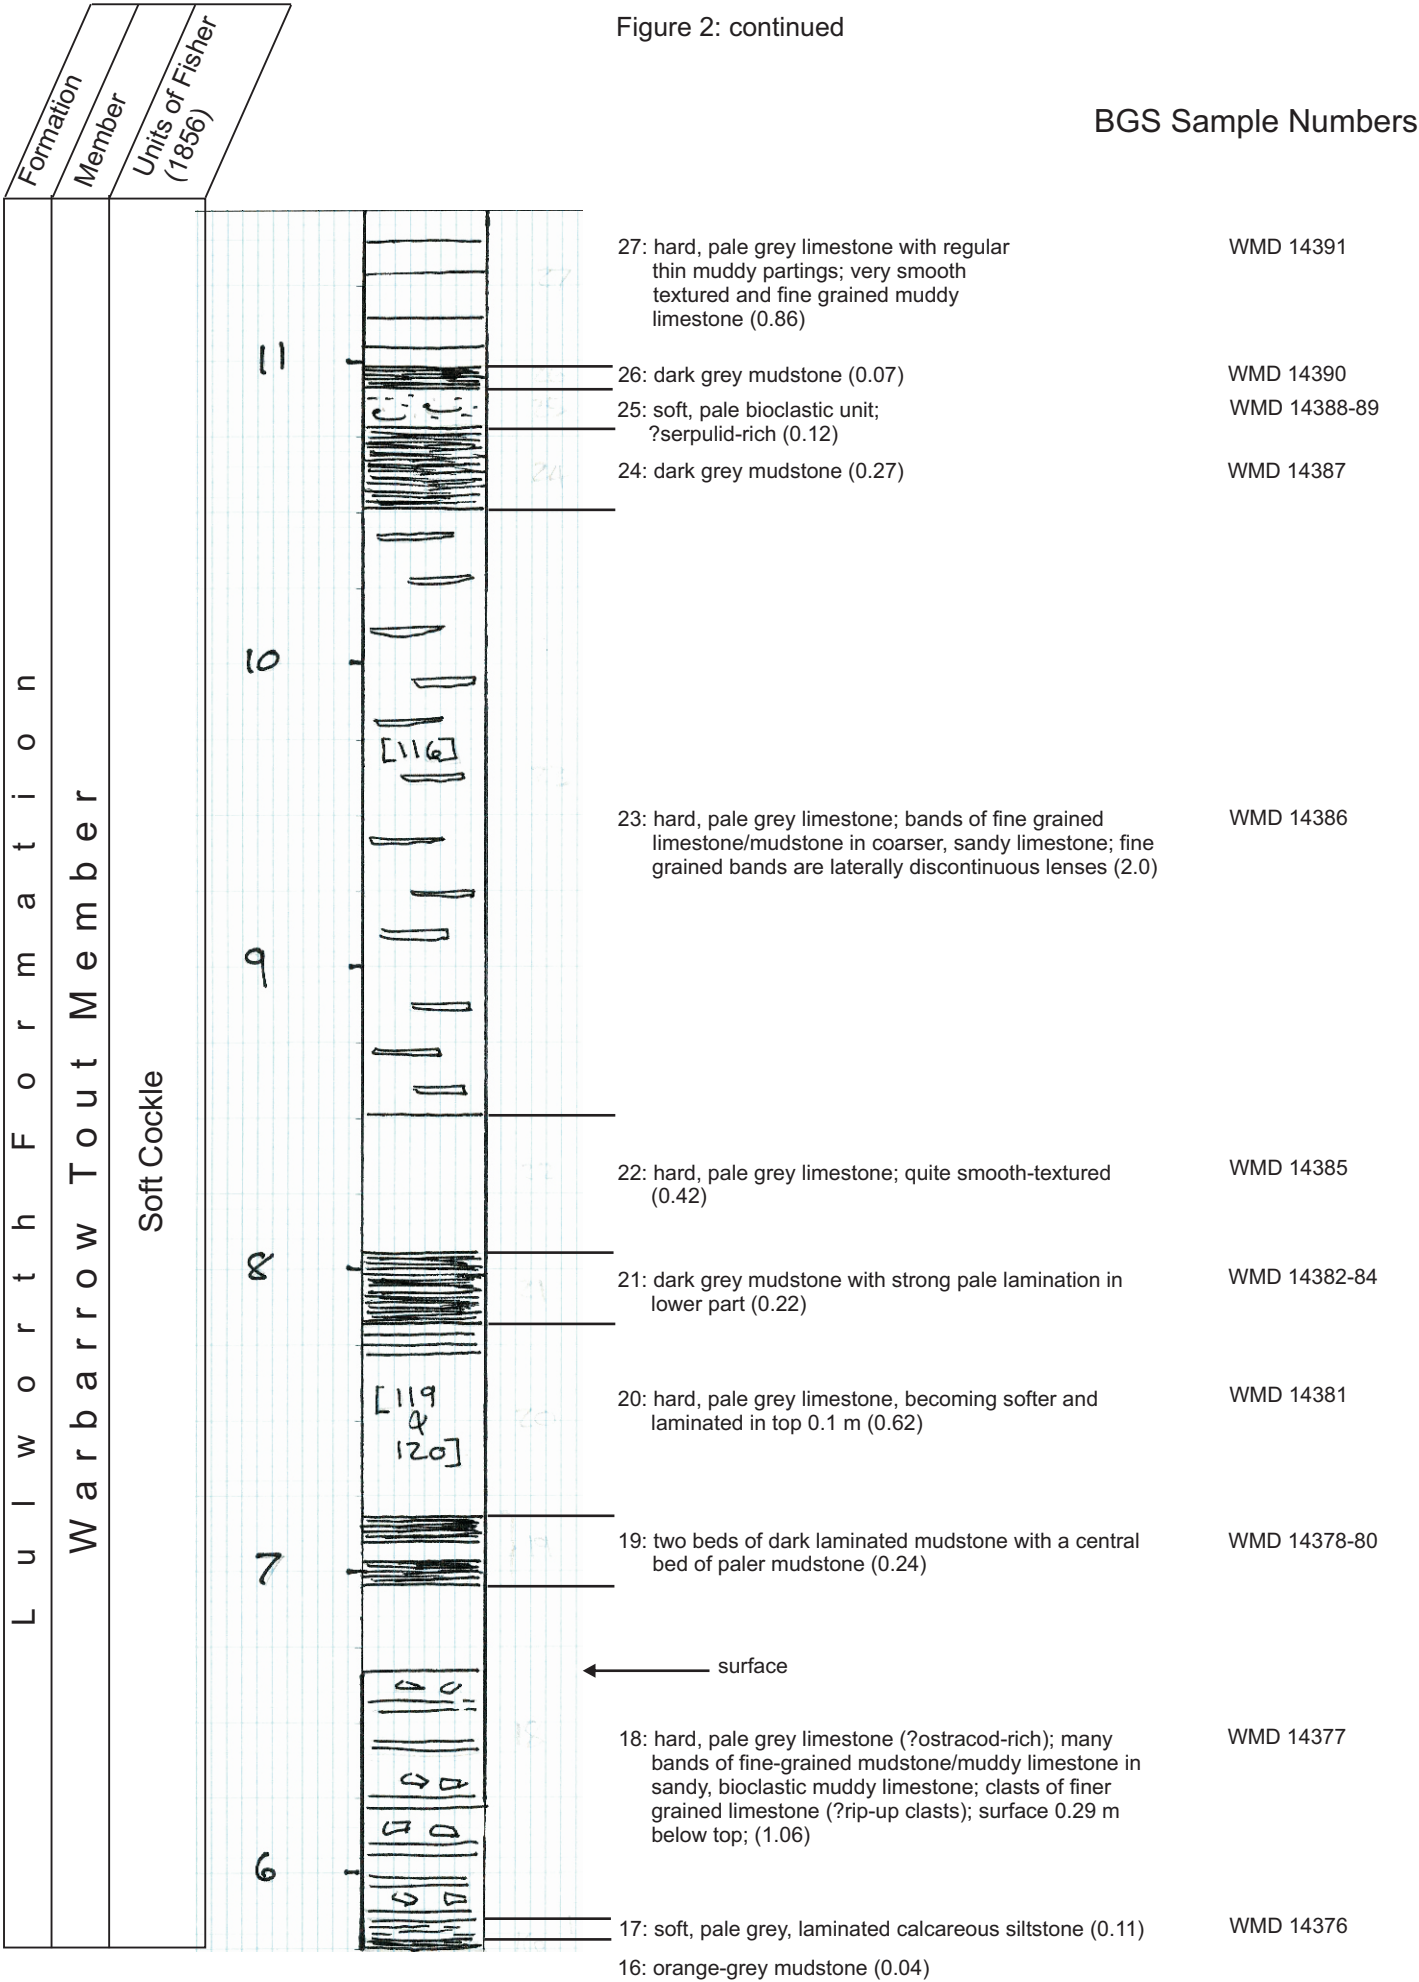 Figure 2: continued
Formation
Member
Units of Fisher
(1856)
BGS Sample Numbers
Lulworth Formation
Warbarrow Tout Member
Soft Cockle
27: hard, pale grey limestone with regular
thin muddy partings; very smooth
textured and fine grained muddy
limestone (0.86)
WMD 14391
11
26: dark grey mudstone (0.07)
WMD 14390
25: soft, pale bioclastic unit;
?serpulid-rich (0.12)
WMD 14388-89
24: dark grey mudstone (0.27)
WMD 14387
10
[116]
23: hard, pale grey limestone; bands of fine grained
limestone/mudstone in coarser, sandy limestone; fine
grained bands are laterally discontinuous lenses (2.0)
WMD 14386
9
22: hard, pale grey limestone; quite smooth-textured
(0.42)
WMD 14385
8
21: dark grey mudstone with strong pale lamination in
lower part (0.22)
WMD 14382-84
[119
&
120]
20: hard, pale grey limestone, becoming softer and
laminated in top 0.1 m (0.62)
WMD 14381
7
19: two beds of dark laminated mudstone with a central
bed of paler mudstone (0.24)
WMD 14378-80
surface
18: hard, pale grey limestone (?ostracod-rich); many
bands of fine-grained mudstone/muddy limestone in
sandy, bioclastic muddy limestone; clasts of finer
grained limestone (?rip-up clasts); surface 0.29 m
below top; (1.06)
WMD 14377
6
17: soft, pale grey, laminated calcareous siltstone (0.11)
WMD 14376
16: orange-grey mudstone (0.04)